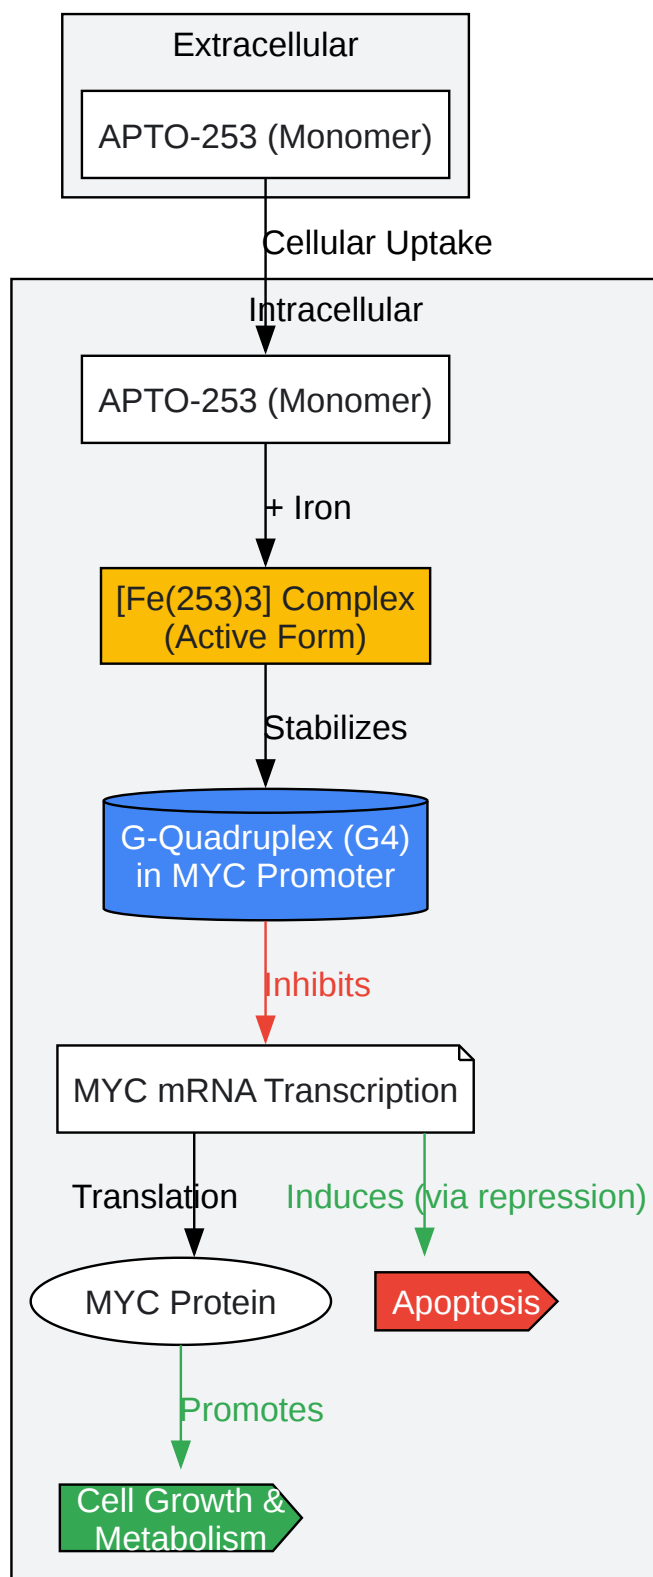 Extracellular
APTO-253 (Monomer)
Cellular Uptake
Intracellular
APTO-253 (Monomer)
+ Iron
[Fe(253)3] Complex
(Active Form)
Stabilizes
G-Quadruplex (G4)
in MYC Promoter
Inhibits
MYC mRNA Transcription
Translation
Induces (via repression)
MYC Protein
Apoptosis
Promotes
Cell Growth &
Metabolism